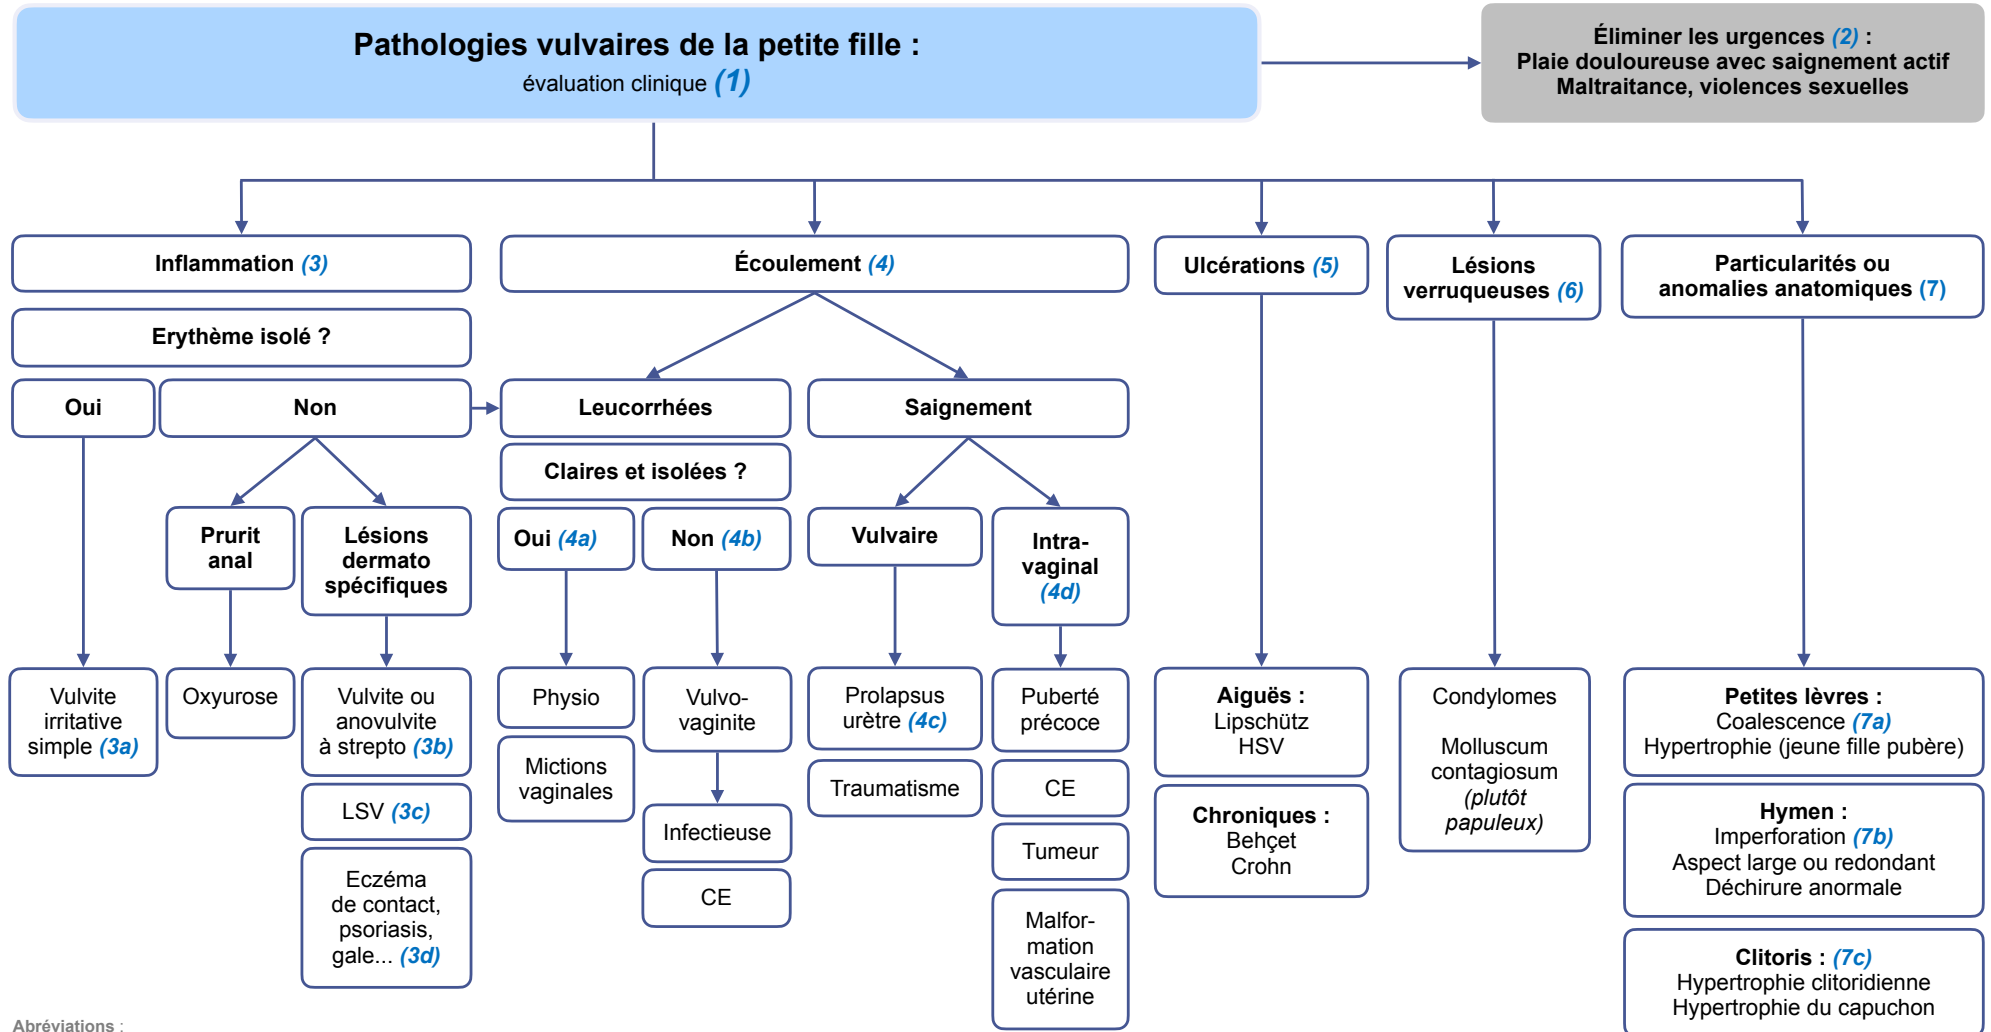 Pathologies vulvaires de la petite fille :
évaluation clinique (1)
Éliminer les urgences (2) :
Plaie douloureuse avec saignement actif
Maltraitance, violences sexuelles
Inflammation (3)
Écoulement (4)
Ulcérations (5)
Lésions
verruqueuses (6)
Particularités ou
anomalies anatomiques (7)
Erythème isolé ?
Oui
Non
Leucorrhées
Saignement
Claires et isolées ?
Prurit
anal
Lésions
dermato
spécifiques
Oui (4a)
Non (4b)
Vulvaire
Intra-
vaginal
(4d)
Vulvite
irritative
simple (3a)
Oxyurose
Vulvite ou
anovulvite
à strepto (3b)
LSV (3c)
Eczéma
de contact,
psoriasis,
gale... (3d)
Physio
Mictions
vaginales
Vulvo-
vaginite
Infectieuse
CE
Prolapsus
urètre (4c)
Traumatisme
Puberté
précoce
CE
Tumeur
Malfor-
mation
vasculaire
utérine
Aiguës :
Lipschütz
HSV
Chroniques :
Behçet
Crohn
Condylomes
Molluscum
contagiosum
(plutôt
papuleux)
Petites lèvres :
Coalescence (7a)
Hypertrophie (jeune fille pubère)
Hymen :
Imperforation (7b)
Aspect large ou redondant
Déchirure anormale
Clitoris : (7c)
Hypertrophie clitoridienne
Hypertrophie du capuchon
Abréviations :